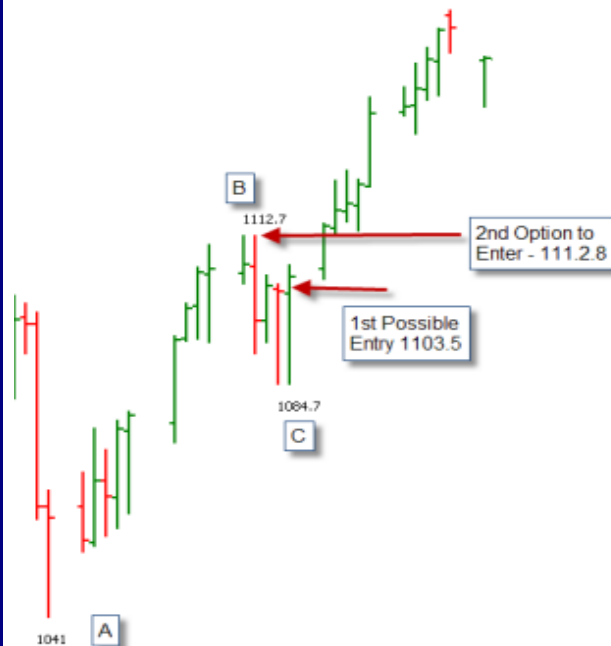 B
1112.7
2nd Option to
Enter - 111.2.8
1st Possible
Entry 1103.5
1084.7
C
A
1041